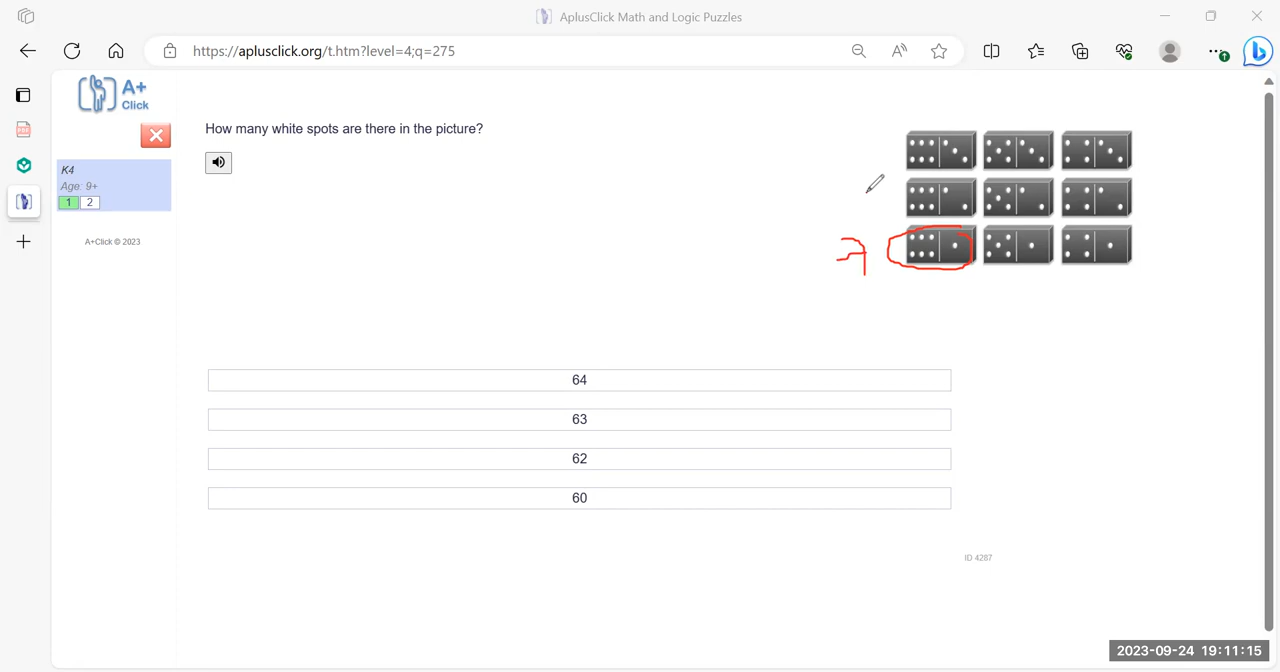 AplusClick Math and Logic Puzzles
https://aplusclick.org/t.htm?level=4;q=275
A+
Click
How many white spots are there in the picture?
K4
Age: 9+
1 2
A+Click © 2023
7
64
63
62
60
ID 4287
2023-09-24 19:11:15